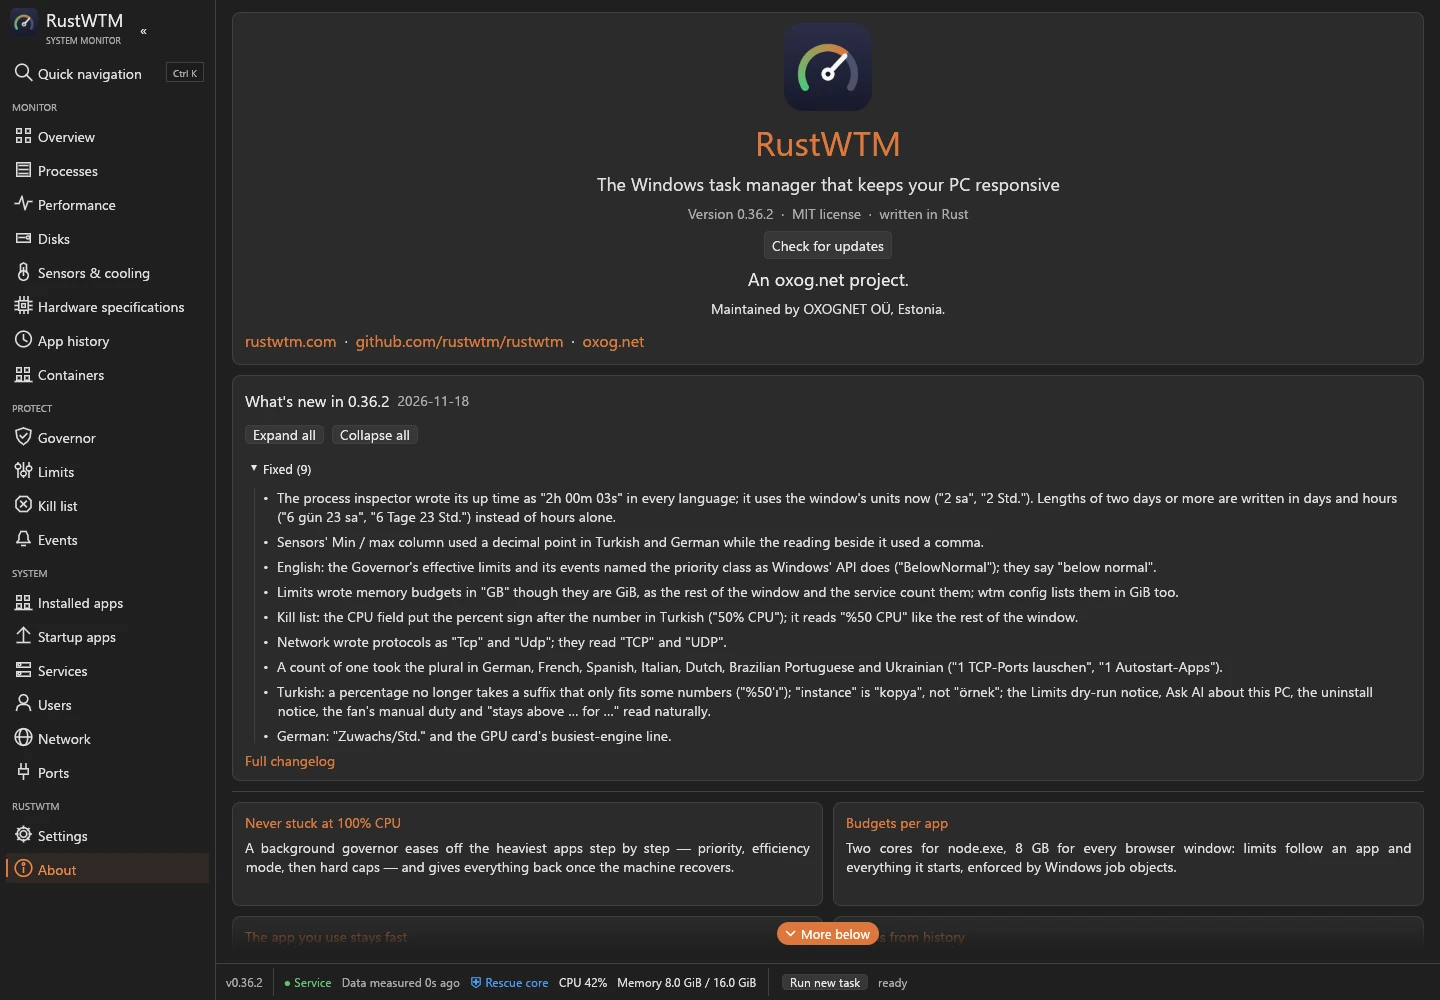 RustWTM
SYSTEM MONITOR
«
Quick navigation
Ctrl K
MONITOR
Overview
Processes
Performance
Disks
Sensors & cooling
Hardware specifications
App history
Containers
PROTECT
Governor
Limits
Kill list
Events
SYSTEM
Installed apps
Startup apps
Services
Users
Network
Ports
RUSTWTM
Settings
About
RustWTM
The Windows task manager that keeps your PC responsive
Version 0.36.2 · MIT license · written in Rust
Check for updates
An oxog.net project.
Maintained by OXOGNET OÜ, Estonia.
rustwtm.com · github.com/rustwtm/rustwtm · oxog.net
What's new in 0.36.2 2026-11-18
Expand all Collapse all
▼ Fixed (9)
• The process inspector wrote its up time as "2h 00m 03s" in every language; it uses the window's units now ("2 sa", "2 Std."). Lengths of two days or more are written in days and hours
("6 gün 23 sa", "6 Tage 23 Std.") instead of hours alone.
• Sensors' Min / max column used a decimal point in Turkish and German while the reading beside it used a comma.
• English: the Governor's effective limits and its events named the priority class as Windows' API does ("BelowNormal"); they say "below normal".
• Limits wrote memory budgets in "GB" though they are GiB, as the rest of the window and the service count them; wtm config lists them in GiB too.
• Kill list: the CPU field put the percent sign after the number in Turkish ("50% CPU"); it reads "%50 CPU" like the rest of the window.
• Network wrote protocols as "Tcp" and "Udp"; they read "TCP" and "UDP".
• A count of one took the plural in German, French, Spanish, Italian, Dutch, Brazilian Portuguese and Ukrainian ("1 TCP-Ports lauschen", "1 Autostart-Apps").
• Turkish: a percentage no longer takes a suffix that only fits some numbers ("%50'ı"); "instance" is "kopya", not "örnek"; the Limits dry-run notice, Ask AI about this PC, the uninstall
notice, the fan's manual duty and "stays above … for …" read naturally.
• German: "Zuwachs/Std." and the GPU card's busiest-engine line.
Full changelog
Never stuck at 100% CPU
A background governor eases off the heaviest apps step by step — priority, efficiency
mode, then hard caps — and gives everything back once the machine recovers.
Budgets per app
Two cores for node.exe, 8 GB for every browser window: limits follow an app and
everything it starts, enforced by Windows job objects.
The app you use stays fast
More below
s from history
v0.36.2
Service
Data measured 0s ago
Rescue core
CPU 42%
Memory 8.0 GiB / 16.0 GiB
Run new task
ready